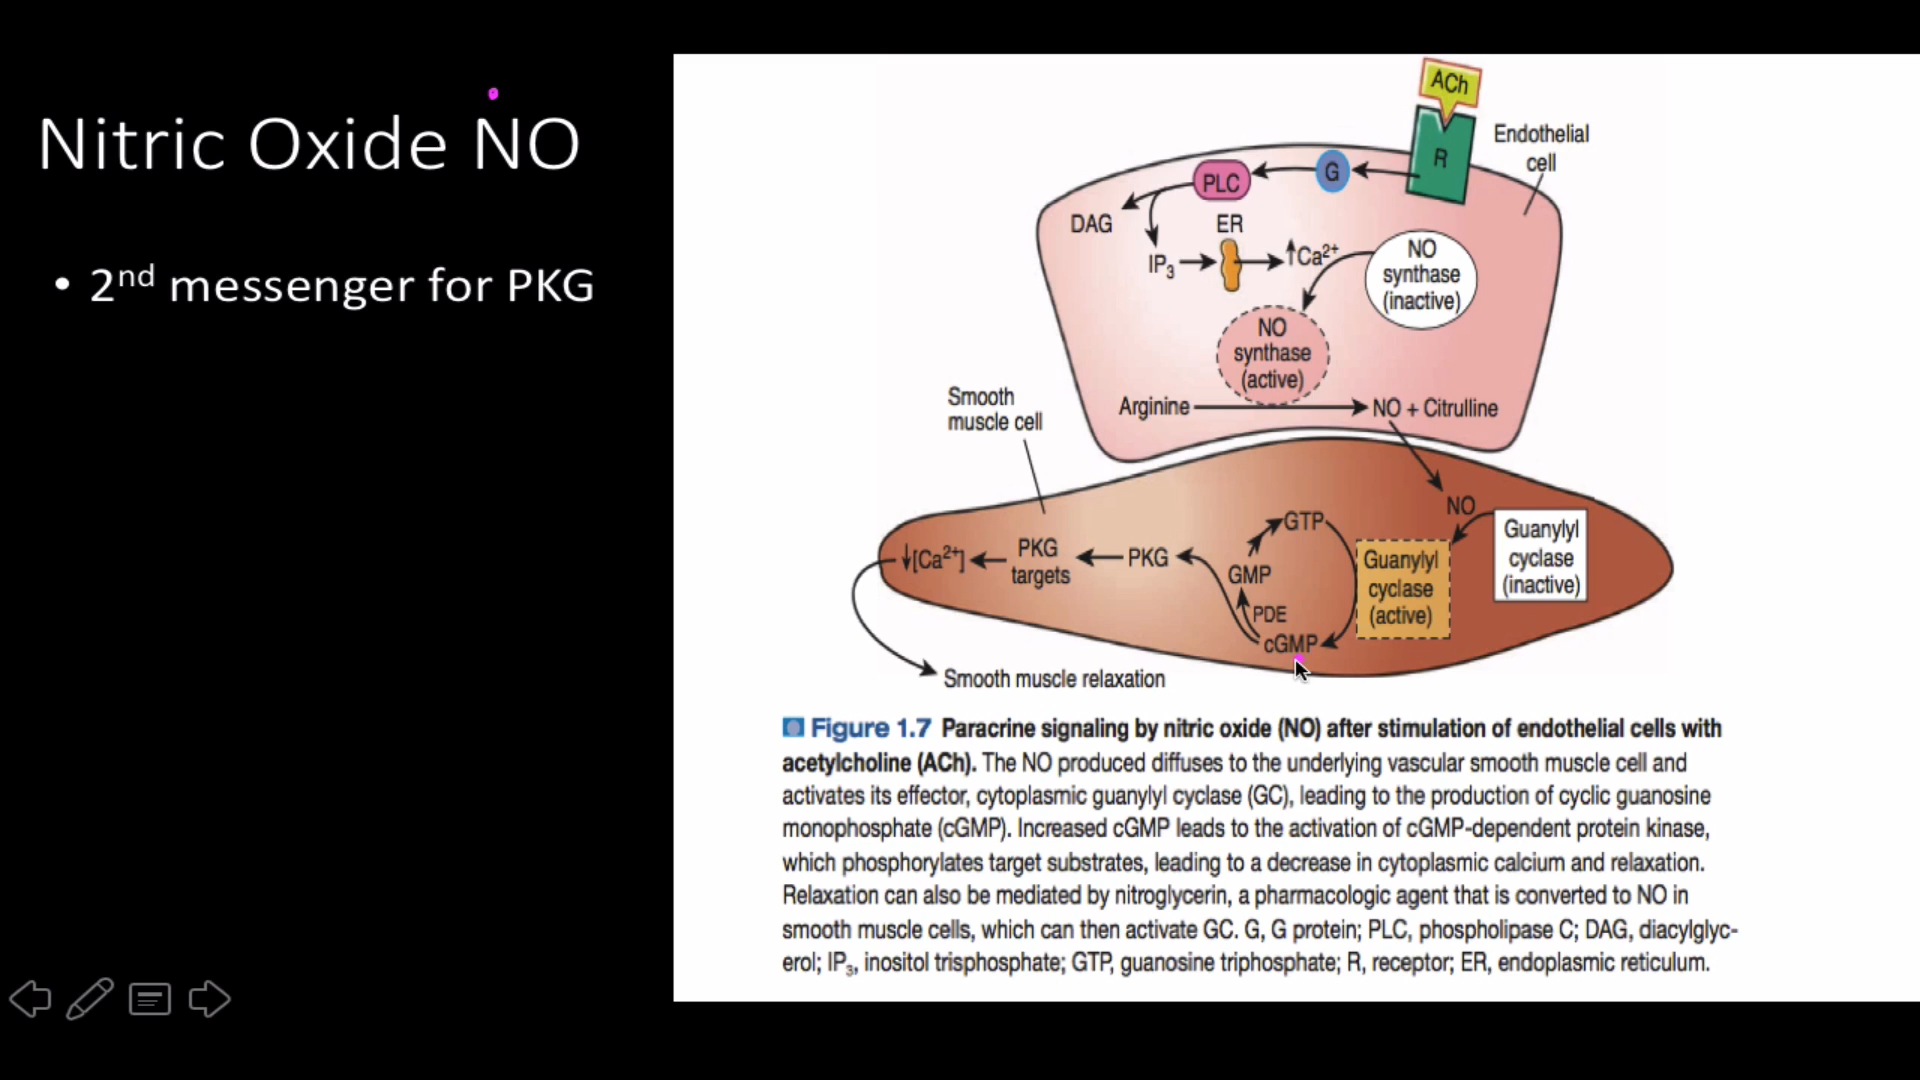 Nitric Oxide NO
• 2nd messenger for PKG
ACh
R
Endothelial
cell
G
PLC
DAG
ER
IP3
↑Ca2+
NO
synthase
(inactive)
NO
synthase
(active)
Arginine
NO + Citrulline
Smooth
muscle cell
NO
GTP
Guanylyl
cyclase
(inactive)
Guanylyl
cyclase
(active)
GMP
PDE
cGMP
PKG
PKG
targets
↓[Ca2+]
Smooth muscle relaxation
Figure 1.7 Paracrine signaling by nitric oxide (NO) after stimulation of endothelial cells with
acetylcholine (ACh). The NO produced diffuses to the underlying vascular smooth muscle cell and
activates its effector, cytoplasmic guanylyl cyclase (GC), leading to the production of cyclic guanosine
monophosphate (cGMP). Increased cGMP leads to the activation of cGMP-dependent protein kinase,
which phosphorylates target substrates, leading to a decrease in cytoplasmic calcium and relaxation.
Relaxation can also be mediated by nitroglycerin, a pharmacologic agent that is converted to NO in
smooth muscle cells, which can then activate GC. G, G protein; PLC, phospholipase C; DAG, diacylglyc-
erol; IP3, inositol trisphosphate; GTP, guanosine triphosphate; R, receptor; ER, endoplasmic reticulum.